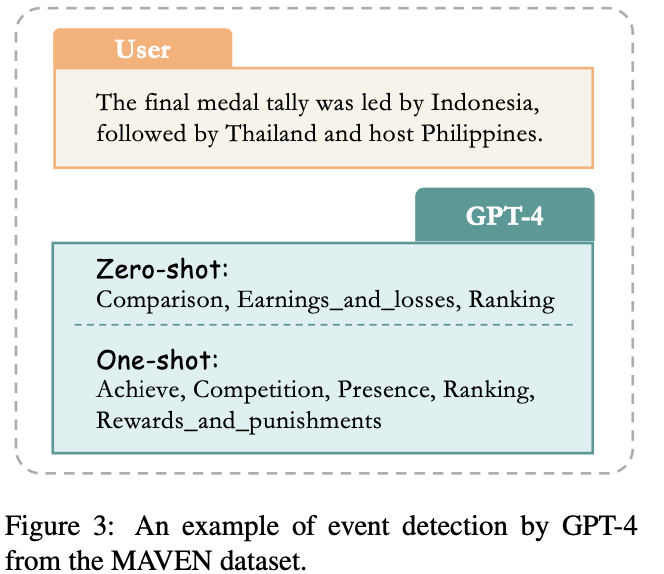 User
The final medal tally was led by Indonesia,
followed by Thailand and host Philippines.
GPT-4
Zero-shot:
Comparison, Earnings_and_losses, Ranking
One-shot:
Achieve, Competition, Presence, Ranking,
Rewards_and_punishments
Figure 3: An example of event detection by GPT-4
from the MAVEN dataset.